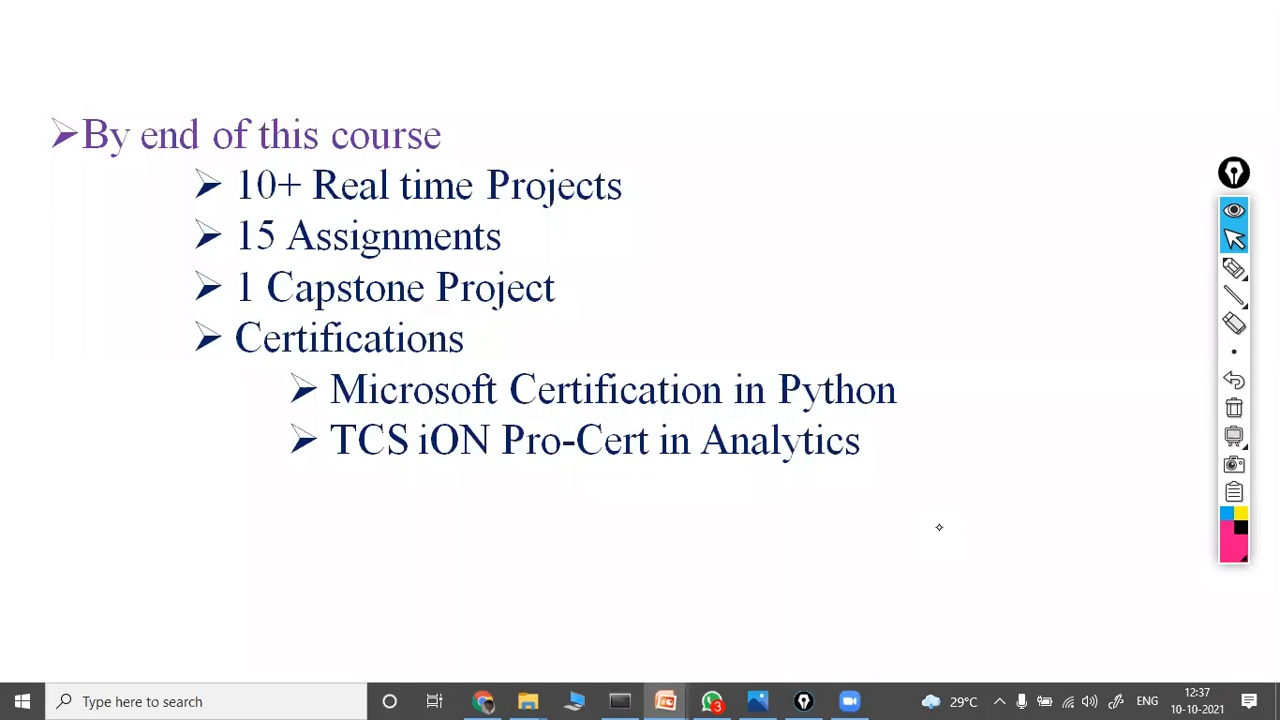 By end of this course
10+ Real time Projects
15 Assignments
1 Capstone Project
Certifications
Microsoft Certification in Python
TCS iON Pro-Cert in Analytics
Type here to search
3
29°C
ENG
12:37
10-10-2021